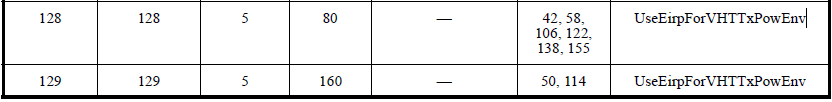 128 128 5 80 — 42, 58, UseEirpForVHTTxPowEnv
106, 122,
138, 155
129 129 5 160 — 50, 114 UseEirpForVHTTxPowEnv